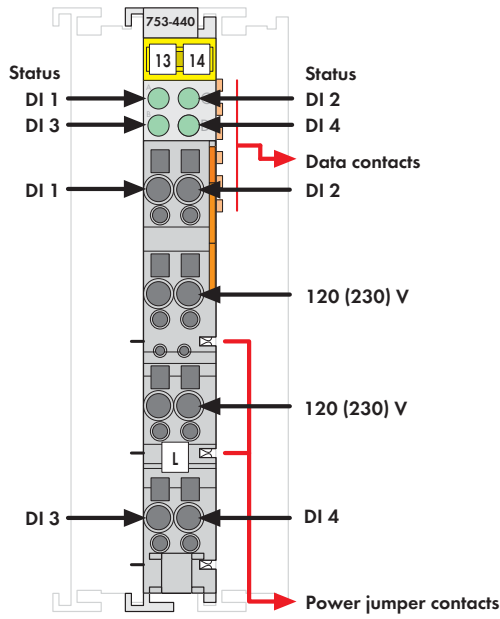 753-440
13 14
Status
Status
DI 1
DI 2
DI 3
DI 4
Data contacts
DI 1
DI 2
120 (230) V
120 (230) V
L
DI 3
DI 4
Power jumper contacts